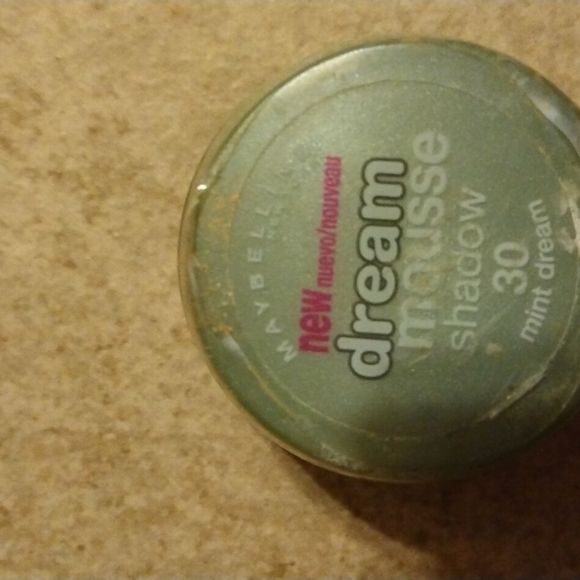 MAYBELLINE
new nuevo/nouveau
dream
mousse
shadow
30
mint dream